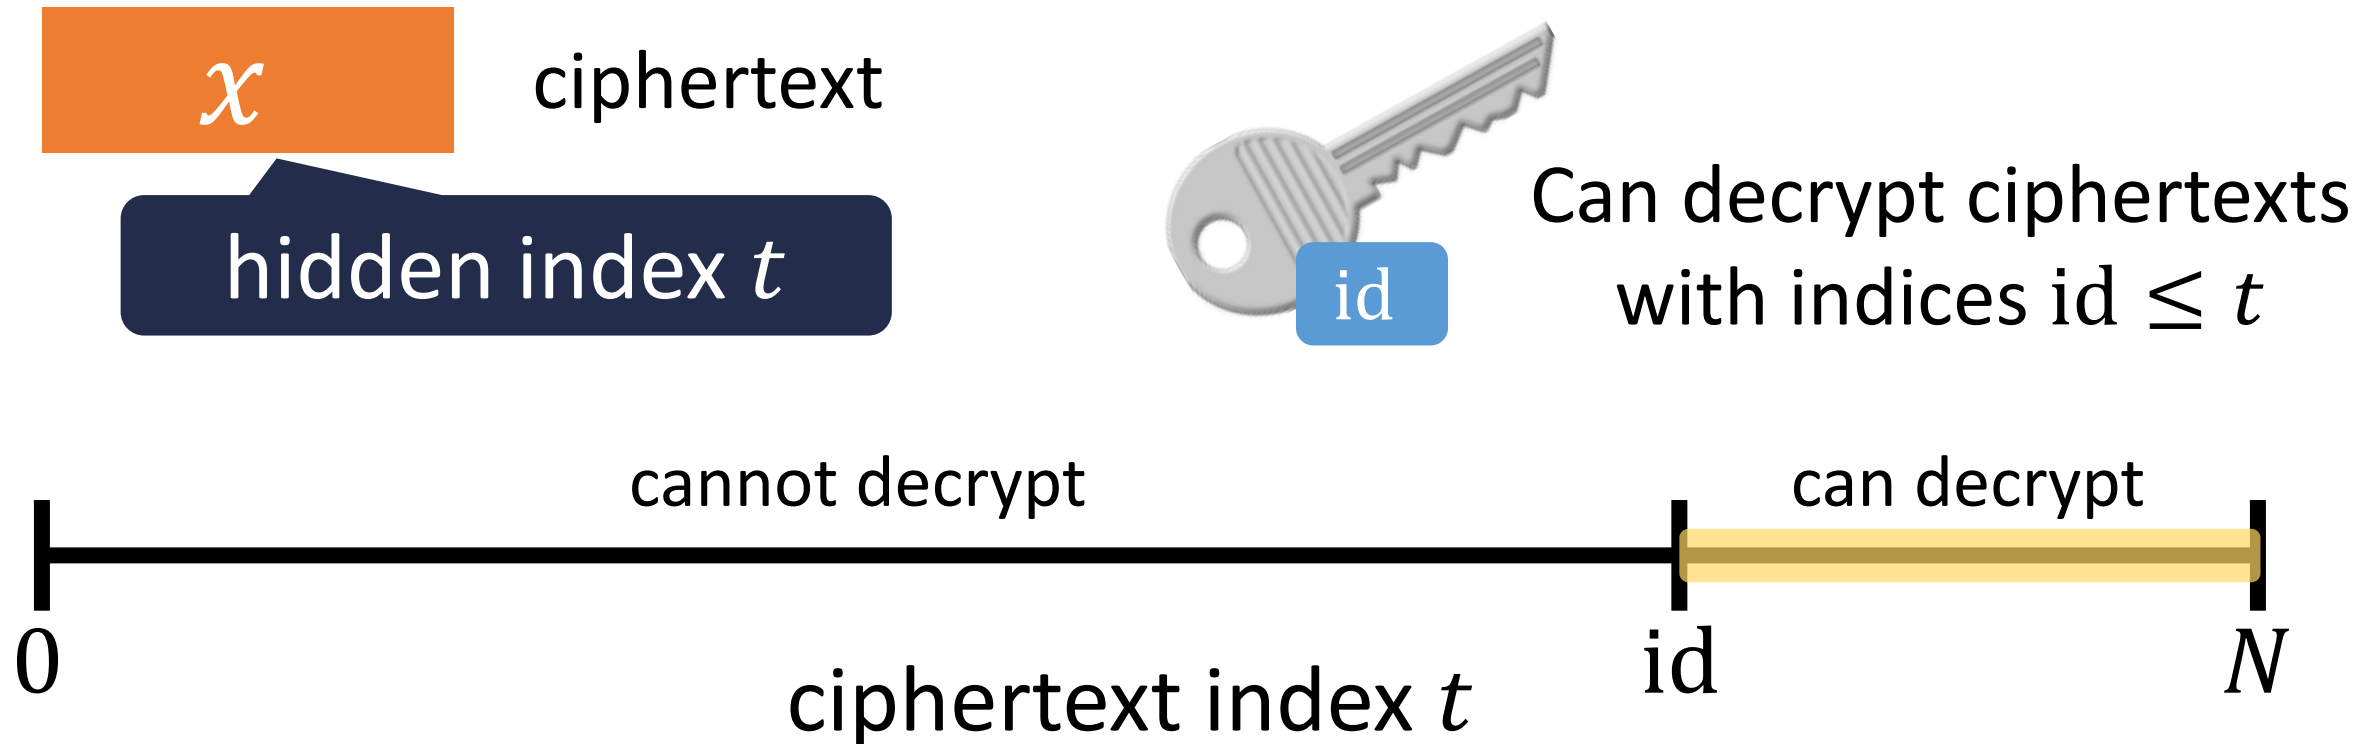 x
ciphertext
hidden index t
id
Can decrypt ciphertexts
with indices id ≤ t
cannot decrypt
can decrypt
0
id
N
ciphertext index t